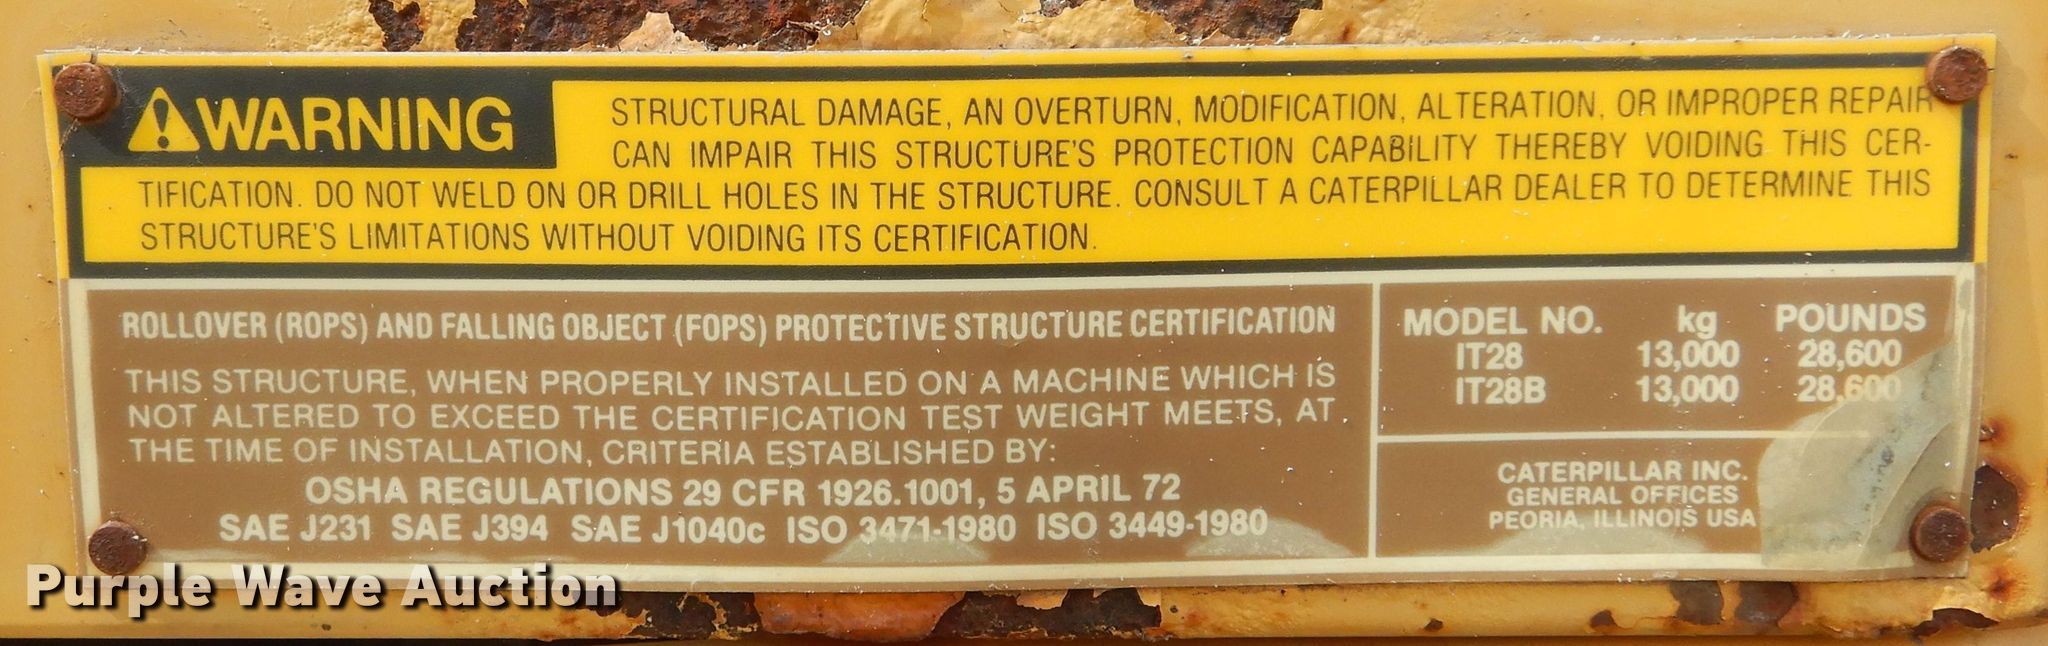 WARNING
STRUCTURAL DAMAGE, AN OVERTURN, MODIFICATION, ALTERATION, OR IMPROPER REPAIR
CAN IMPAIR THIS STRUCTURE'S PROTECTION CAPABILITY THEREBY VOIDING THIS CER-
TIFICATION. DO NOT WELD ON OR DRILL HOLES IN THE STRUCTURE. CONSULT A CATERPILLAR DEALER TO DETERMINE THIS
STRUCTURE'S LIMITATIONS WITHOUT VOIDING ITS CERTIFICATION.
ROLLOVER (ROPS) AND FALLING OBJECT (FOPS) PROTECTIVE STRUCTURE CERTIFICATION
THIS STRUCTURE, WHEN PROPERLY INSTALLED ON A MACHINE WHICH IS
NOT ALTERED TO EXCEED THE CERTIFICATION TEST WEIGHT MEETS, AT
THE TIME OF INSTALLATION, CRITERIA ESTABLISHED BY:
OSHA REGULATIONS 29 CFR 1926.1001, 5 APRIL 72
SAE J231 SAE J394 SAE J1040c ISO 3471-1980 ISO 3449-1980
MODEL NO. kg POUNDS
IT28 13,000 28,600
IT28B 13,000 28,600
CATERPILLAR INC.
GENERAL OFFICES
PEORIA, ILLINOIS USA
Purple Wave Auction